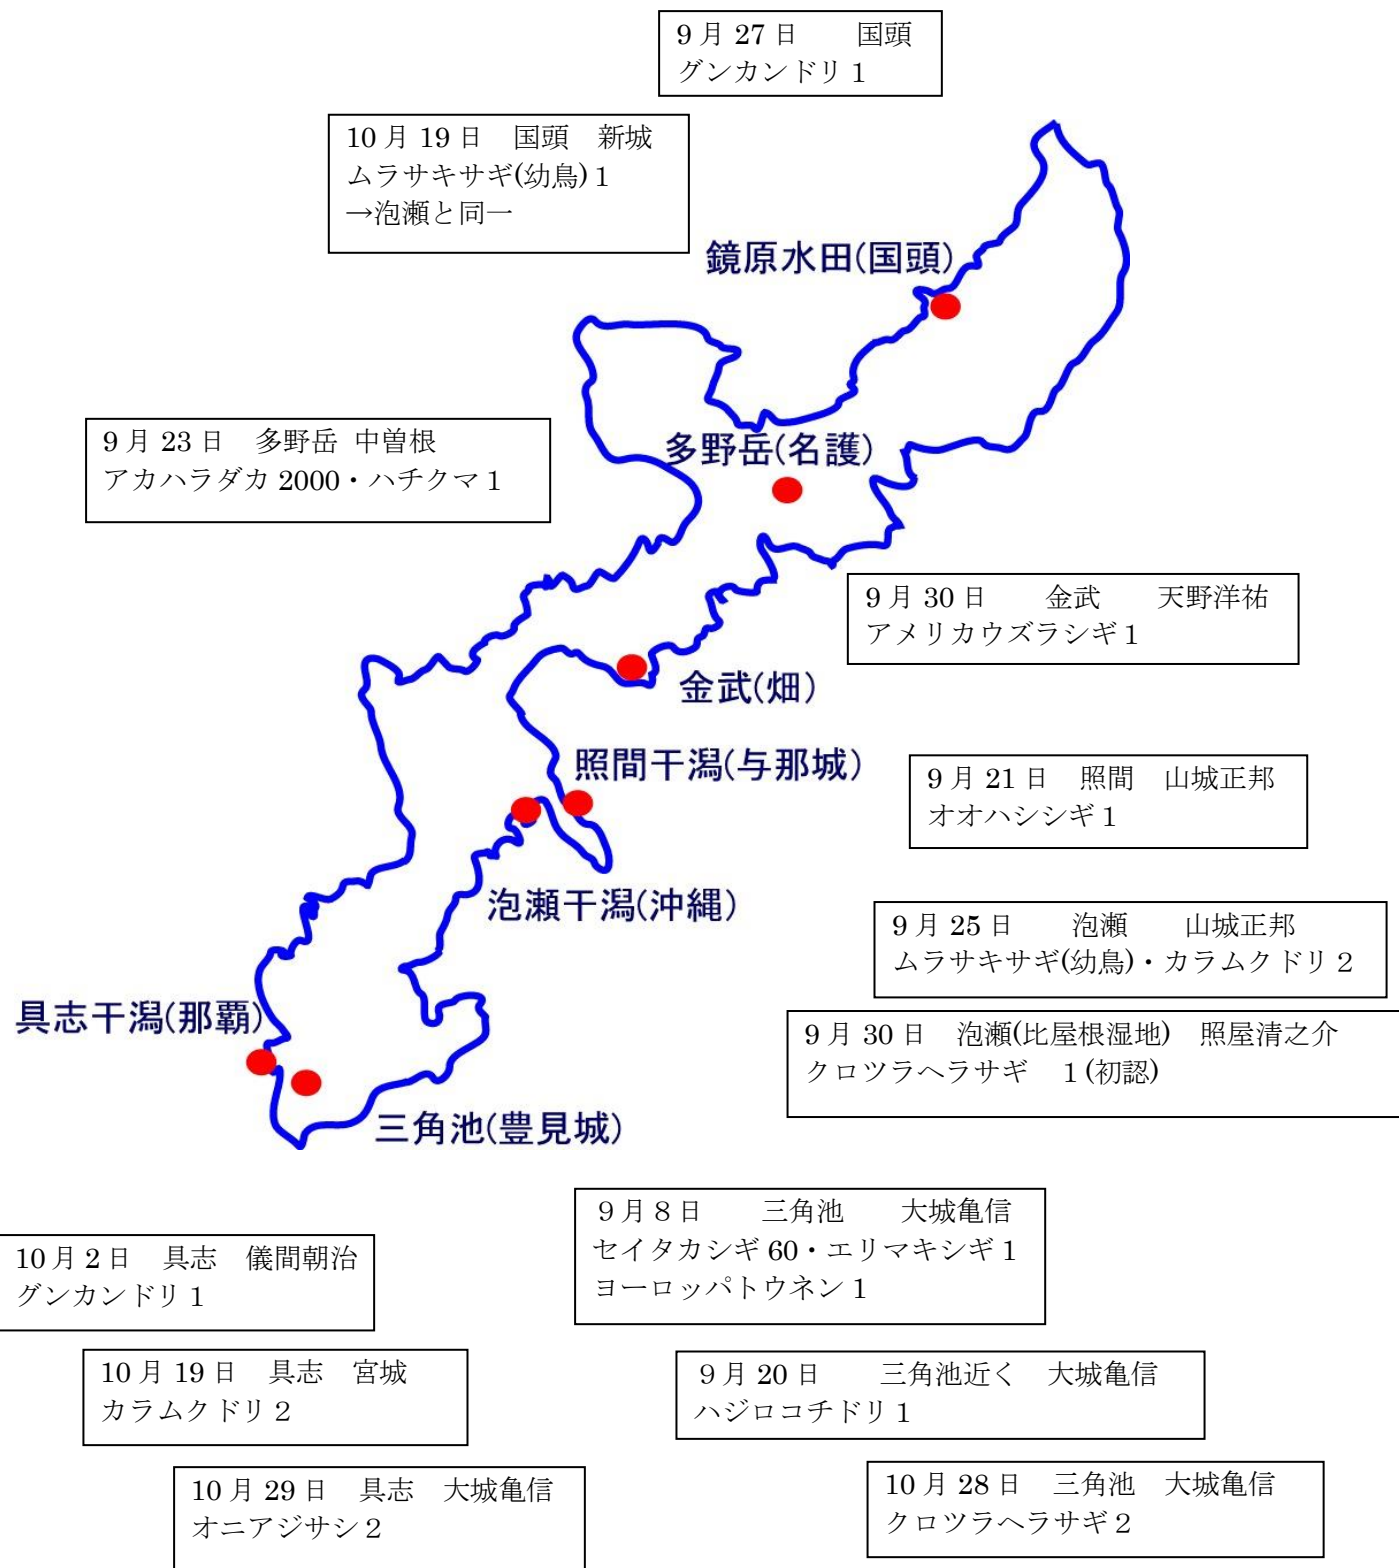 9月27日　　国頭
グンカンドリ1
10月19日　国頭　新城
ムラサキサギ(幼鳥)1
→泡瀬と同一
鏡原水田(国頭)
9月23日　多野岳 中曽根
アカハラダカ2000・ハチクマ1
多野岳(名護)
9月30日　　金武　　天野洋祐
アメリカウズラシギ1
金武(畑)
照間干潟(与那城)
9月21日　照間　山城正邦
オオハシシギ1
泡瀬干潟(沖縄)
9月25日　　泡瀬　　山城正邦
ムラサキサギ(幼鳥)・カラムクドリ2
具志干潟(那覇)
9月30日　泡瀬(比屋根湿地)　照屋清之介
クロツラヘラサギ　1(初認)
三角池(豊見城)
9月8日　　三角池　　大城亀信
セイタカシギ60・エリマキシギ1
ヨーロッパトウネン1
10月2日　具志　儀間朝治
グンカンドリ1
10月19日　具志　宮城
カラムクドリ2
9月20日　　三角池近く　大城亀信
ハジロコチドリ1
10月29日　具志　大城亀信
オニアジサシ2
10月28日　三角池　大城亀信
クロツラヘラサギ2